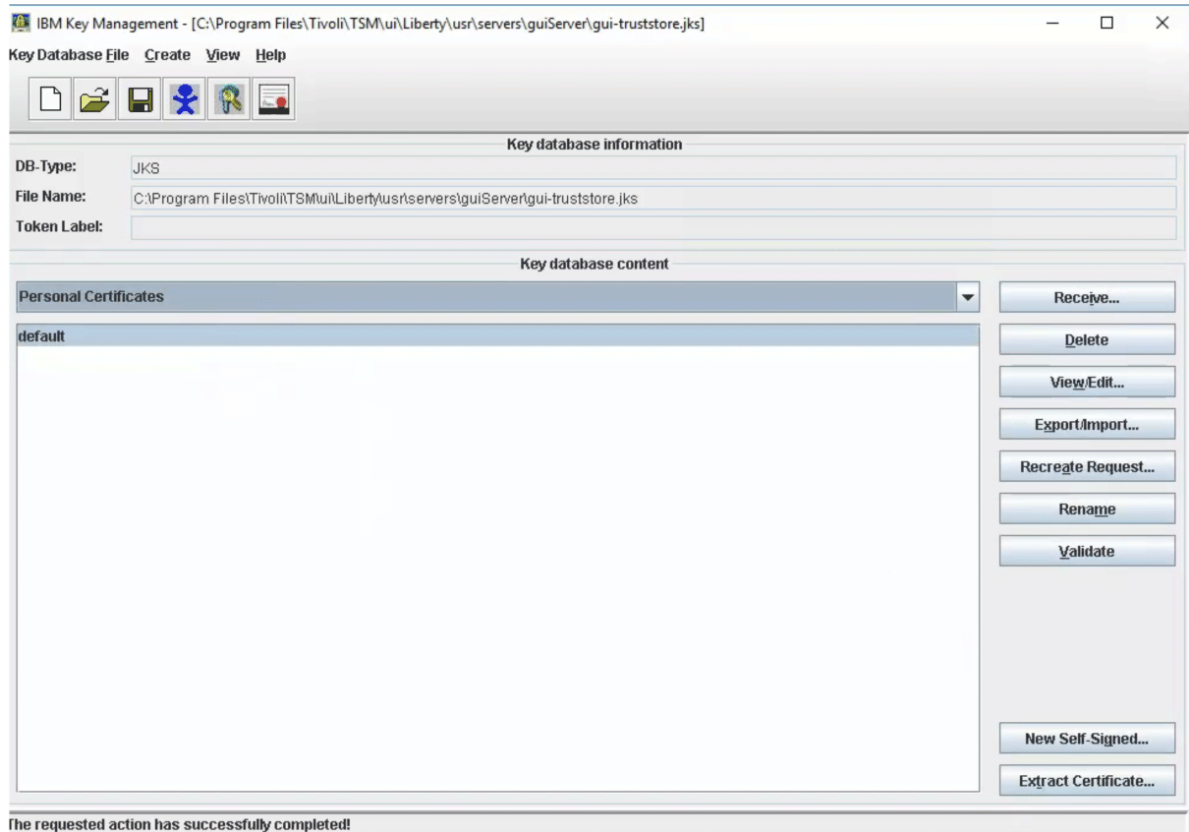 IBM Key Management - [C:\Program Files\Tivoli\TSM\ui\Liberty\usr\servers\guiServer\gui-truststore.jks]
Key Database File Create View Help
Key database information
DB-Type: JKS
File Name: C:\Program Files\Tivoli\TSM\ui\Liberty\usr\servers\guiServer\gui-truststore.jks
Token Label:
Key database content
Personal Certificates
Receive...
default
Delete
View/Edit...
Export/Import...
Recreate Request...
Rename
Validate
New Self-Signed...
Extract Certificate...
The requested action has successfully completed!